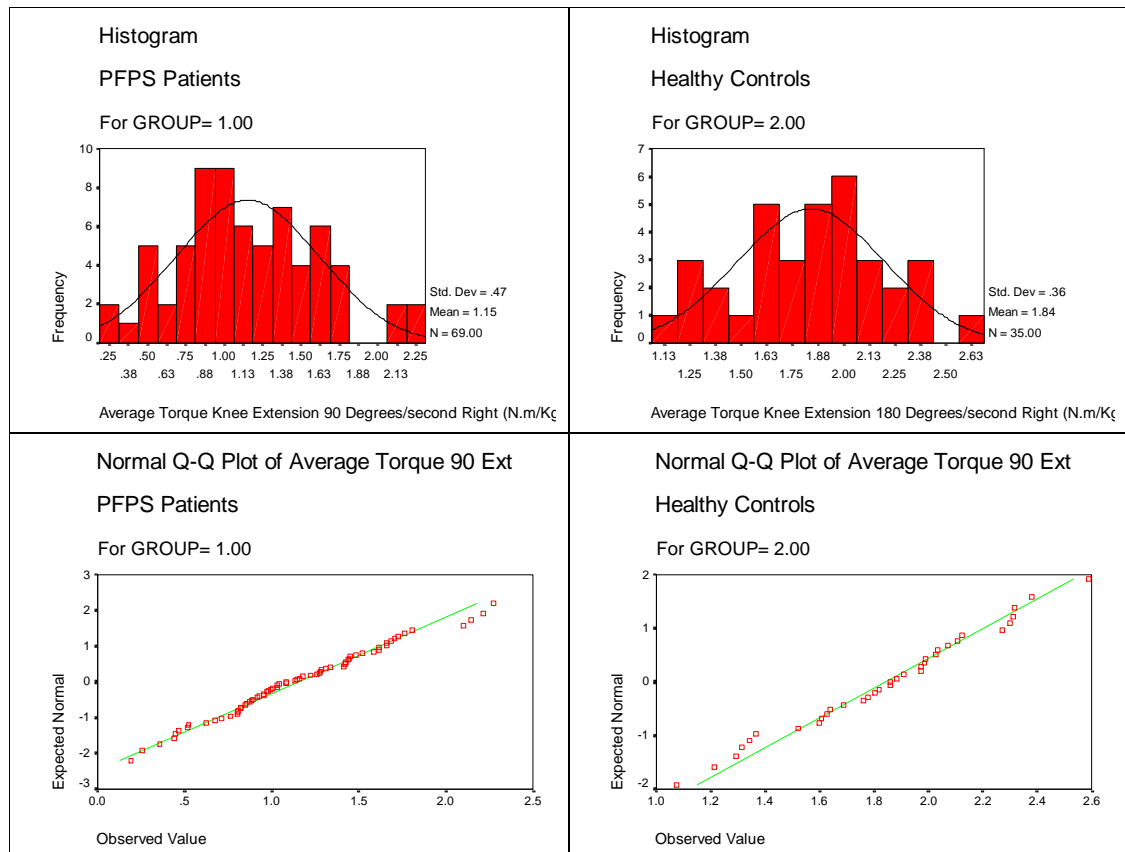 Histogram
PFPS Patients
For GROUP= 1.00
10
8
6
4
2
0
Frequency
Std. Dev = .47
Mean = 1.15
N = 69.00
.25 .50 .75 1.00 1.25 1.50 1.75 2.00 2.25
.38 .63 .88 1.13 1.38 1.63 1.88 2.13
Average Torque Knee Extension 90 Degrees/second Right (N.m/Kg
Histogram
Healthy Controls
For GROUP= 2.00
7
6
5
4
3
2
1
0
Frequency
Std. Dev = .36
Mean = 1.84
N = 35.00
1.13 1.38 1.63 1.88 2.13 2.38 2.63
1.25 1.50 1.75 2.00 2.25 2.50
Average Torque Knee Extension 180 Degrees/second Right (N.m/Kg
Normal Q-Q Plot of Average Torque 90 Ext
PFPS Patients
For GROUP= 1.00
3
2
1
0
-1
-2
-3
Expected Normal
0.0 .5 1.0 1.5 2.0 2.5
Observed Value
Normal Q-Q Plot of Average Torque 90 Ext
Healthy Controls
For GROUP= 2.00
2
1
0
-1
-2
Expected Normal
1.0 1.2 1.4 1.6 1.8 2.0 2.2 2.4 2.6
Observed Value